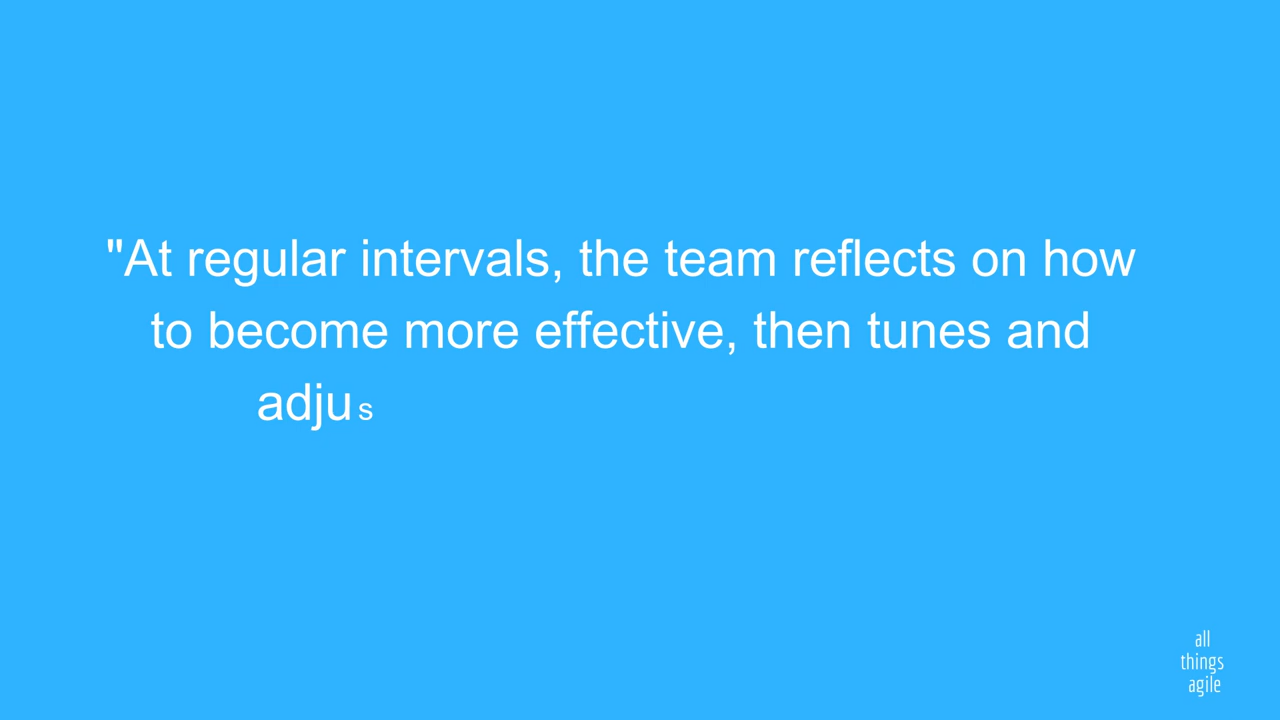 "At regular intervals, the team reflects on how
to become more effective, then tunes and
adjus
all
things
agile